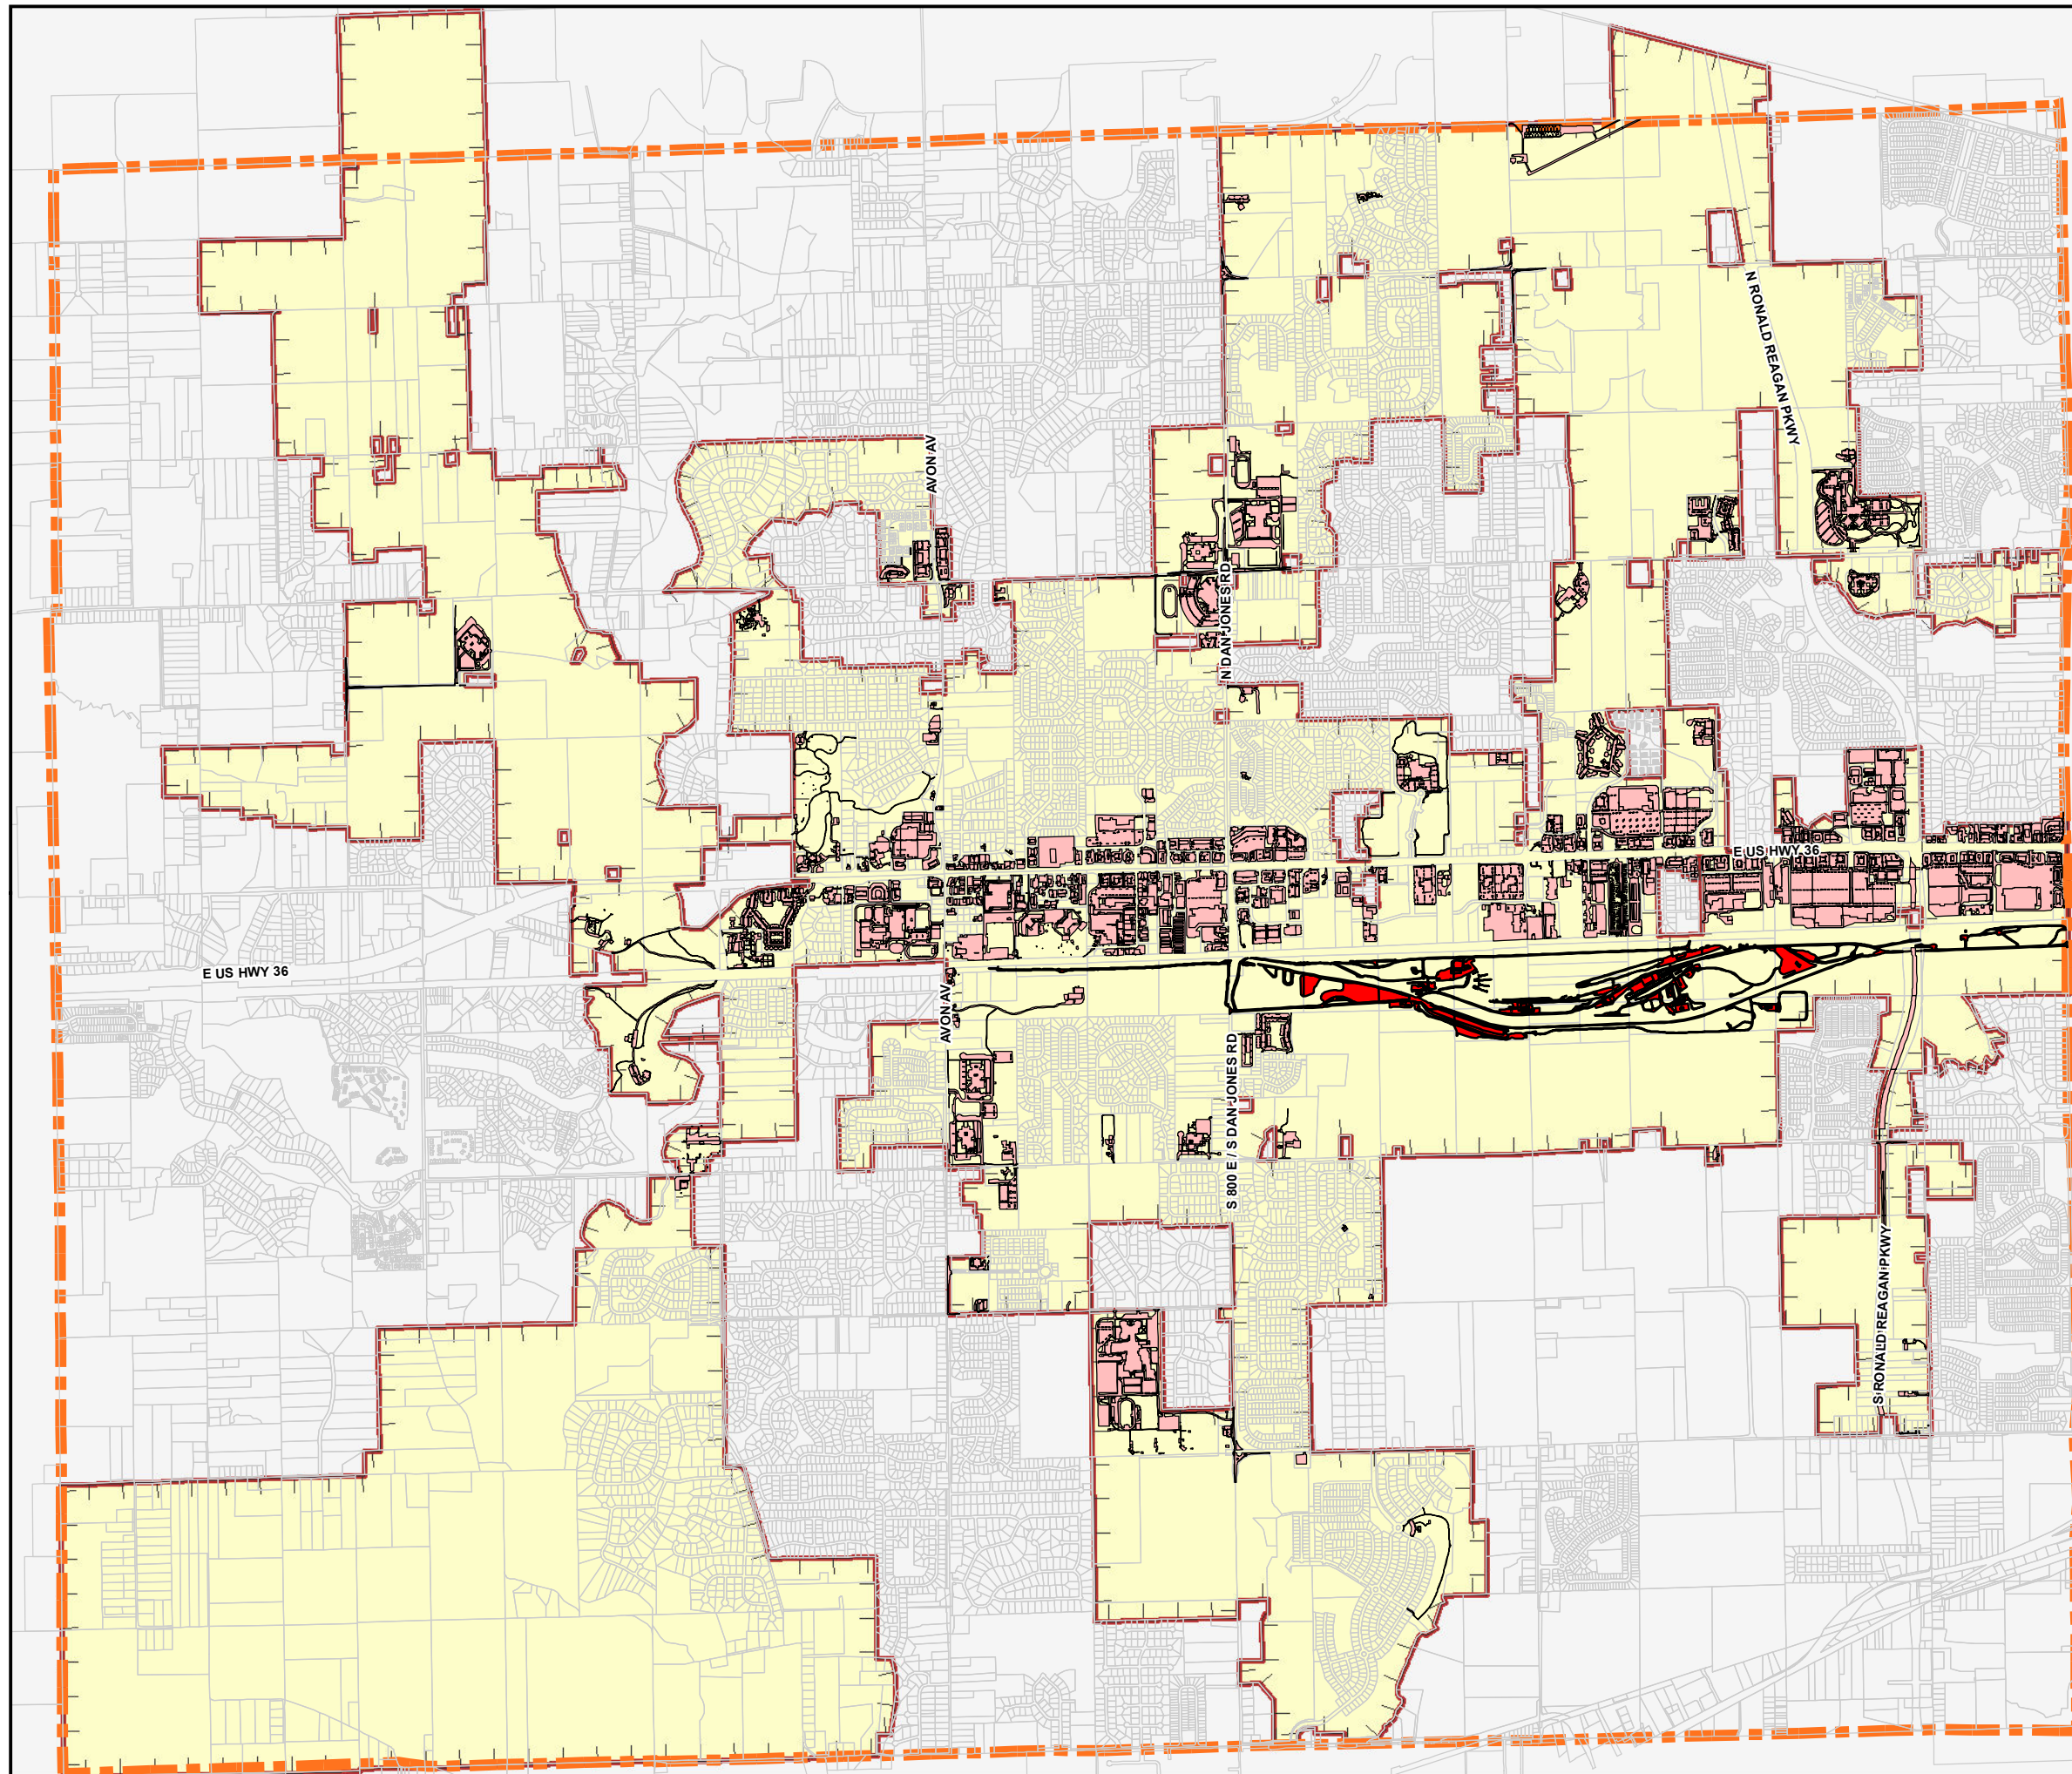 N RONALD REAGAN PKWY
AVON AV
N DAN JONES RD
E US HWY 36
E US HWY 36
AVON AV
S 800 E / S DAN JONES RD
S RONALD REAGAN PKWY